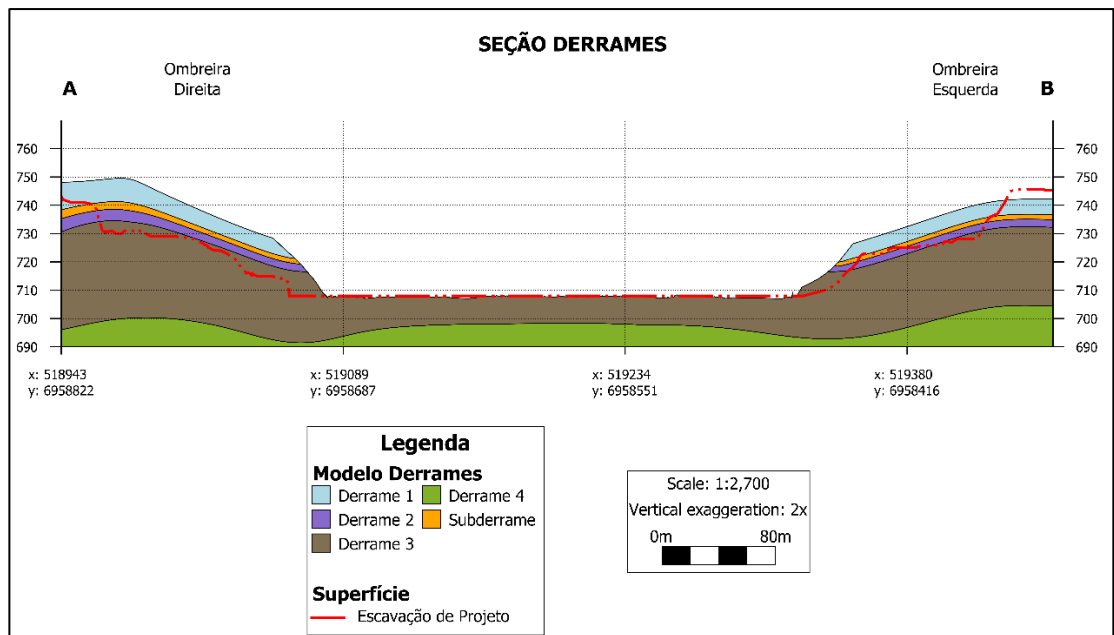 SEÇÃO DERRAMES
Ombreira
Direita
Ombreira
Esquerda
A
B
760
760
750
750
740
740
730
730
720
720
710
710
700
700
690
690
x: 518943
y: 6958822
x: 519089
y: 6958687
x: 519234
y: 6958551
x: 519380
y: 6958416
Legenda
Modelo Derrames
Derrame 1
Derrame 4
Derrame 2
Subderrame
Derrame 3
Superfície
Escavação de Projeto
Scale: 1:2,700
Vertical exaggeration: 2x
0m
80m